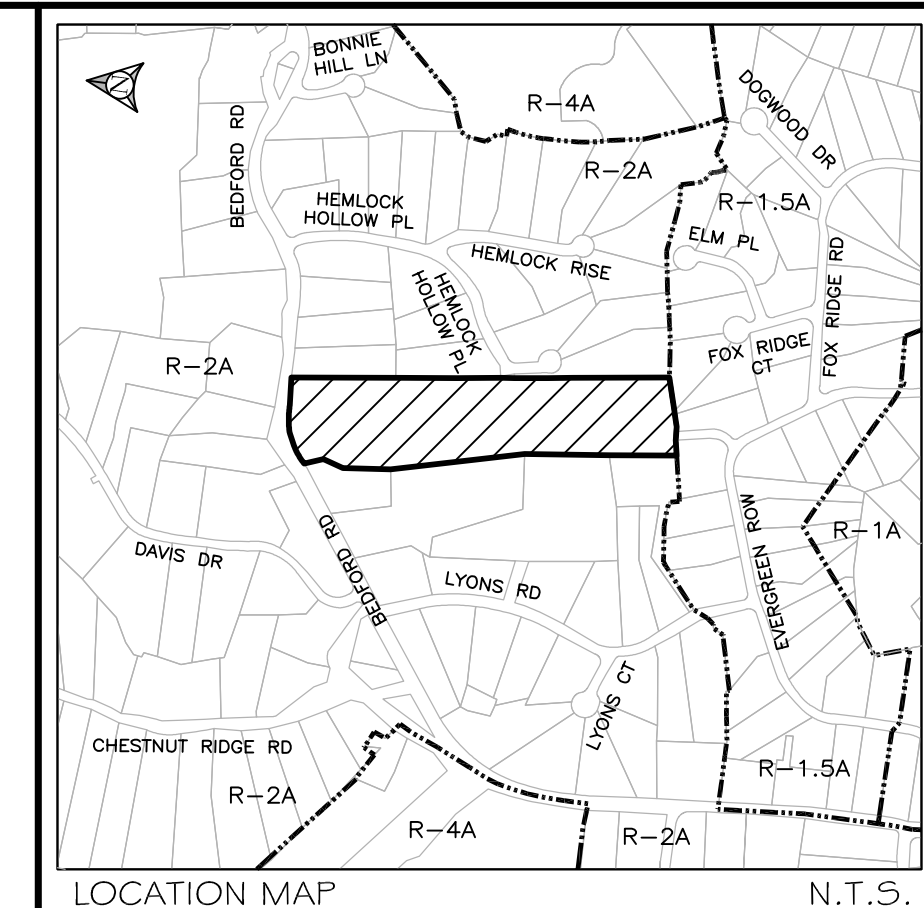 BONNIE
HILL LN
N
R-4A
DOGWOOD DR
BEDFORD RD
R-2A
HEMLOCK
HOLLOW PL
R-1.5A
ELM PL
HEMLOCK RISE
HEMLOCK
HOLLOW PL
FOX RIDGE RD
FOX RIDGE
CT
R-2A
R-1A
EVERGREEN ROW
DAVIS DR
BEDFORD RD
LYONS RD
LYONS CT
CHESTNUT RIDGE RD
R-2A
R-1.5A
R-4A
R-2A
LOCATION MAP
N.T.S.